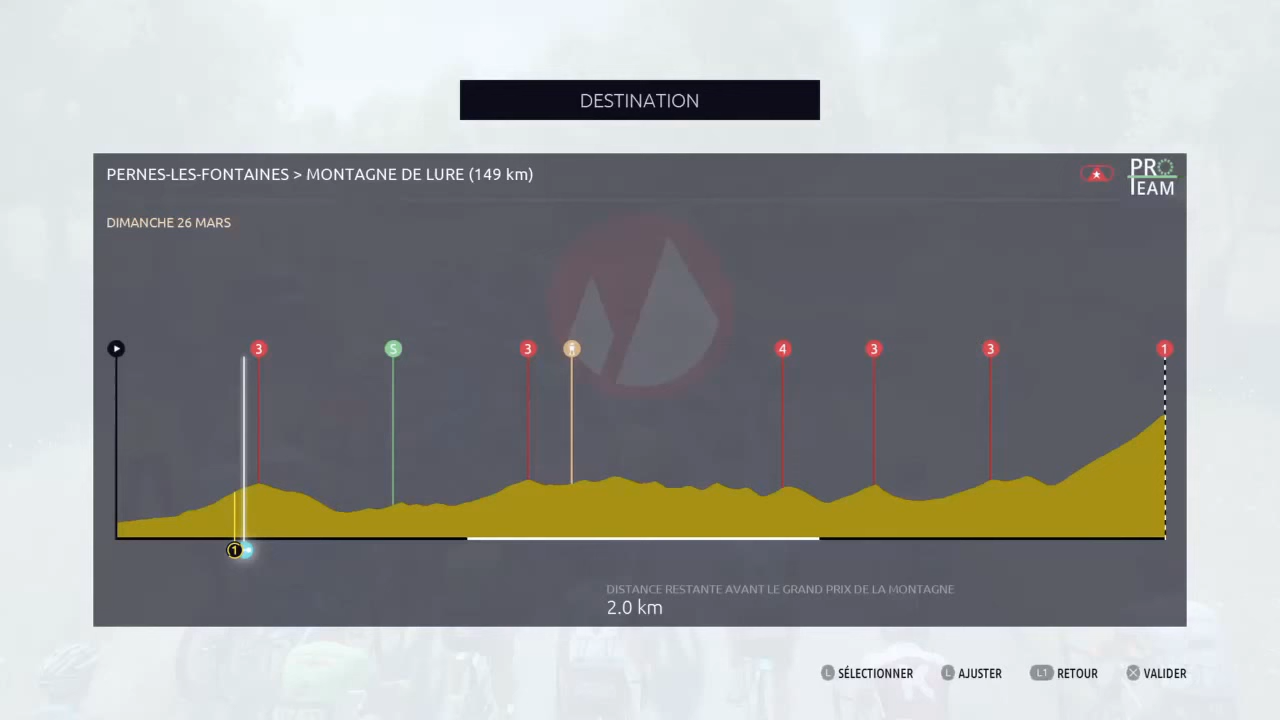 DESTINATION
PERNES-LES-FONTAINES > MONTAGNE DE LURE (149 km)
PRO TEAM
DIMANCHE 26 MARS
3 S 3 4 3 3 1
1
DISTANCE RESTANTE AVANT LE GRAND PRIX DE LA MONTAGNE
2.0 km
L SÉLECTIONNER L AJUSTER L1 RETOUR X VALIDER